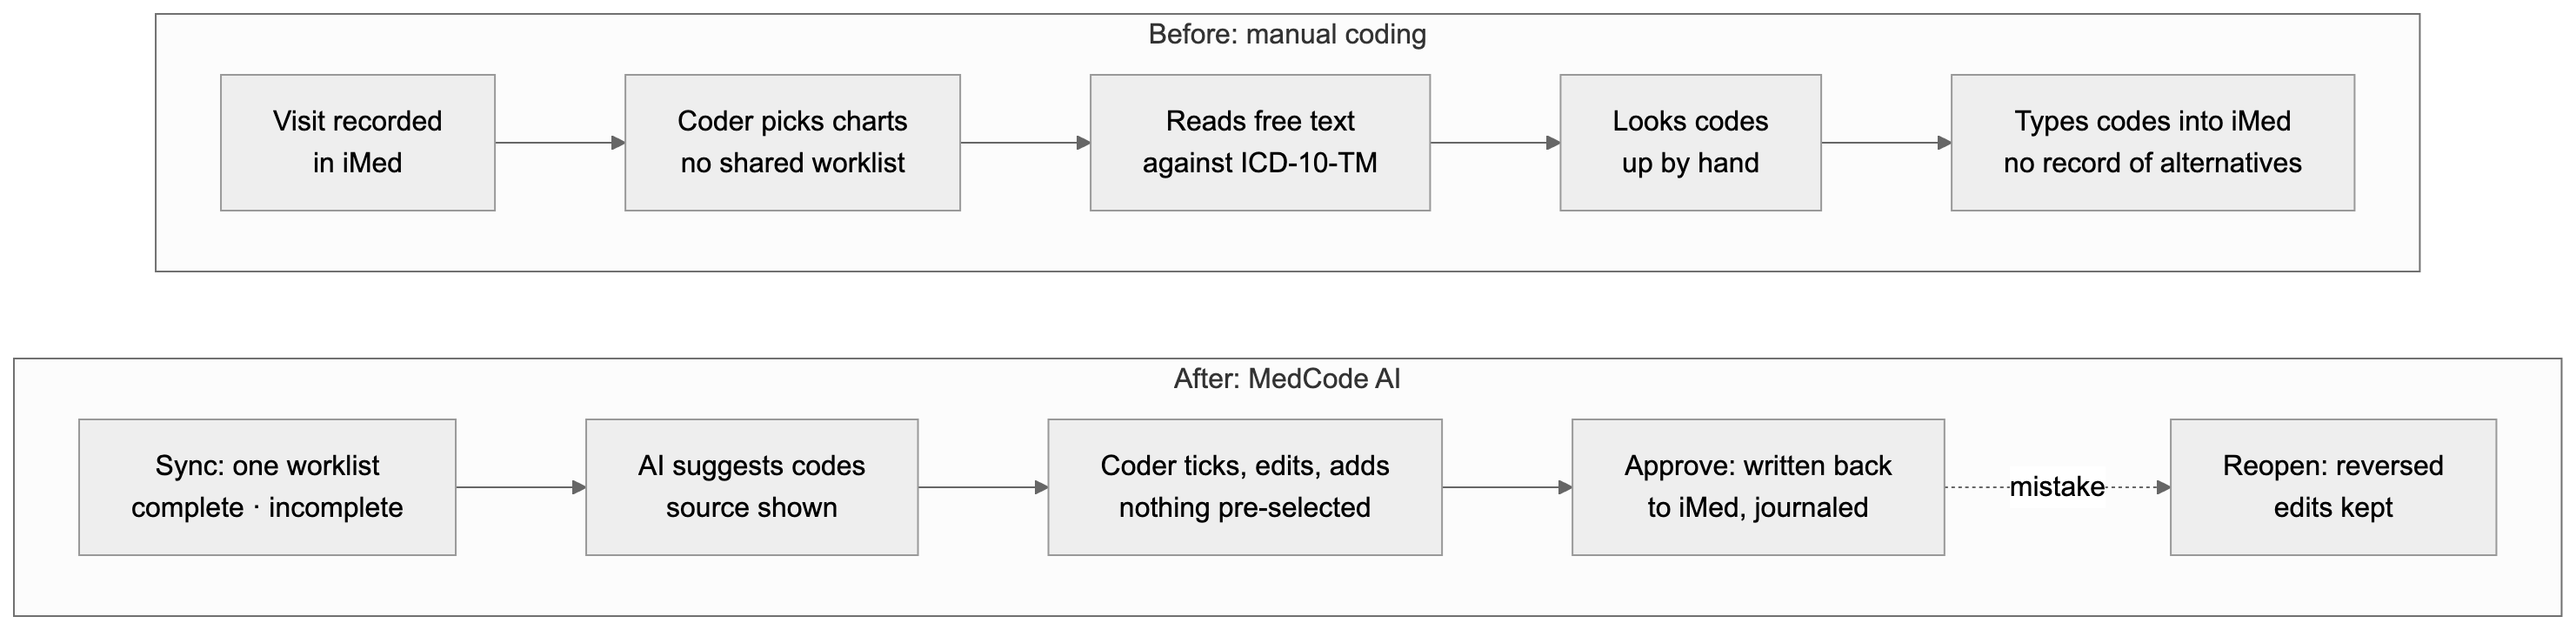 Before: manual coding
Visit recorded
in iMed
Coder picks charts
no shared worklist
Reads free text
against ICD-10-TM
Looks codes
up by hand
Types codes into iMed
no record of alternatives
After: MedCode AI
Sync: one worklist
complete · incomplete
AI suggests codes
source shown
Coder ticks, edits, adds
nothing pre-selected
Approve: written back
to iMed, journaled
mistake
Reopen: reversed
edits kept